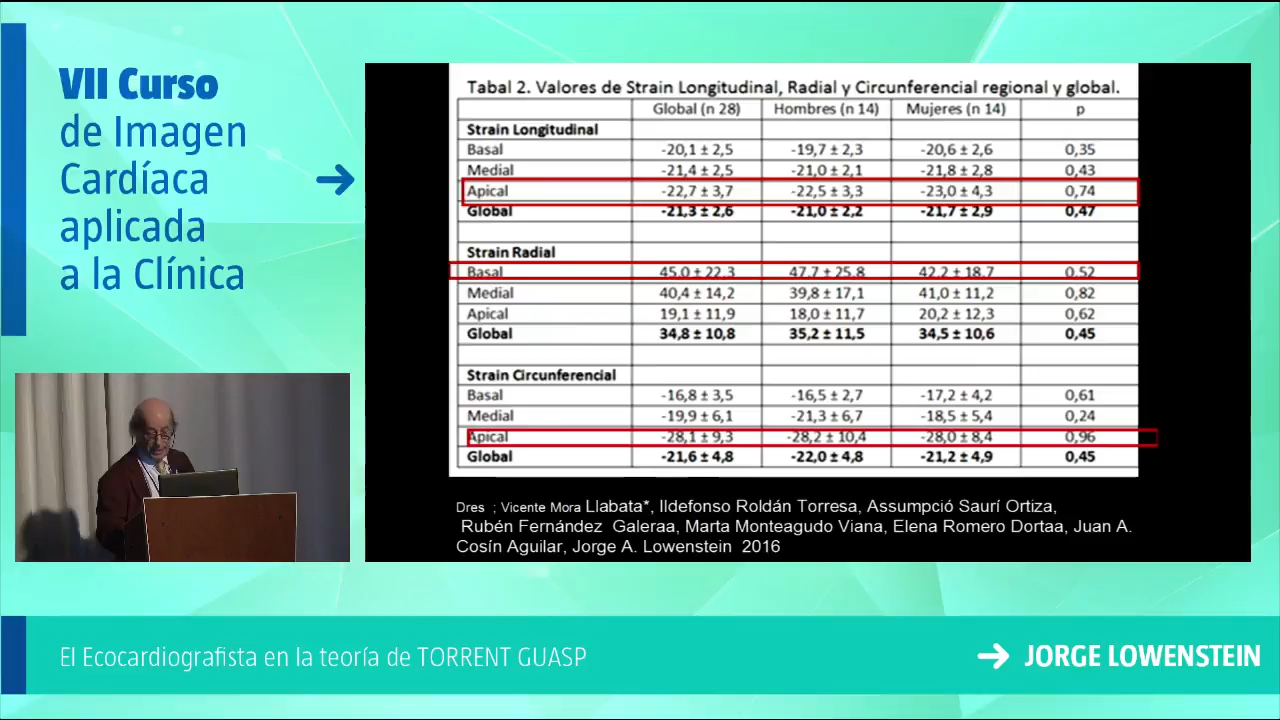 VII Curso
de Imagen
Cardíaca
aplicada
a la Clínica
Tabal 2. Valores de Strain Longitudinal, Radial y Circunferencial regional y global.
Global (n 28) Hombres (n 14) Mujeres (n 14) p
Strain Longitudinal
Basal -20,1 ± 2,5 -19,7 ± 2,3 -20,6 ± 2,6 0,35
Medial -21,4 ± 2,5 -21,0 ± 2,1 -21,8 ± 2,8 0,43
Apical -22,7 ± 3,7 -22,5 ± 3,3 -23,0 ± 4,3 0,74
Global -21,3 ± 2,6 -21,0 ± 2,2 -21,7 ± 2,9 0,47
Strain Radial
Basal 45,0 ± 22,3 47,7 ± 25,8 42,2 ± 18,7 0,52
Medial 40,4 ± 14,2 39,8 ± 17,1 41,0 ± 11,2 0,82
Apical 19,1 ± 11,9 18,0 ± 11,7 20,2 ± 12,3 0,62
Global 34,8 ± 10,8 35,2 ± 11,5 34,5 ± 10,6 0,45
Strain Circunferencial
Basal -16,8 ± 3,5 -16,5 ± 2,7 -17,2 ± 4,2 0,61
Medial -19,9 ± 6,1 -21,3 ± 6,7 -18,5 ± 5,4 0,24
Apical -28,1 ± 9,3 -28,2 ± 10,4 -28,0 ± 8,4 0,96
Global -21,6 ± 4,8 -22,0 ± 4,8 -21,2 ± 4,9 0,45
Dres ; Vicente Mora Llabata*, Ildefonso Roldán Torresa, Assumpció Saurí Ortiza,
Rubén Fernández Galeraa, Marta Monteagudo Viana, Elena Romero Dortaa, Juan A.
Cosín Aguilar, Jorge A. Lowenstein 2016
El Ecocardiografista en la teoría de TORRENT GUASP
JORGE LOWENSTEIN